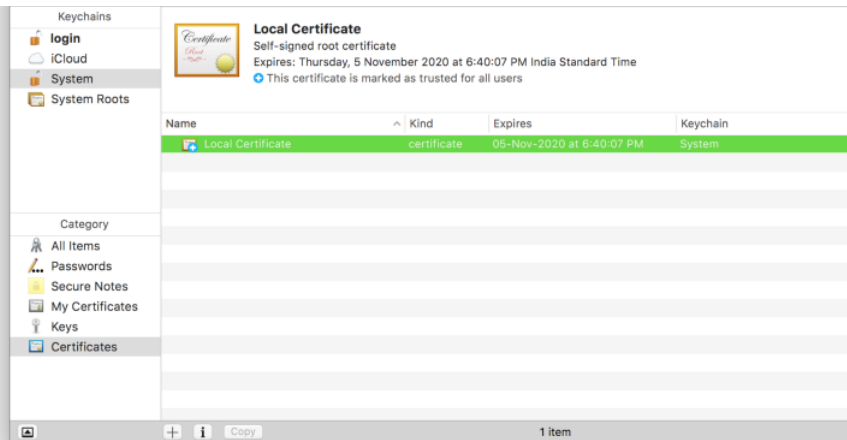 Keychains
login
iCloud
System
System Roots
Category
All Items
Passwords
Secure Notes
My Certificates
Keys
Certificates
Certificate
Root
Local Certificate
Self-signed root certificate
Expires: Thursday, 5 November 2020 at 6:40:07 PM India Standard Time
This certificate is marked as trusted for all users
Name Kind Expires Keychain
Local Certificate certificate 05-Nov-2020 at 6:40:07 PM System
Copy
1 item